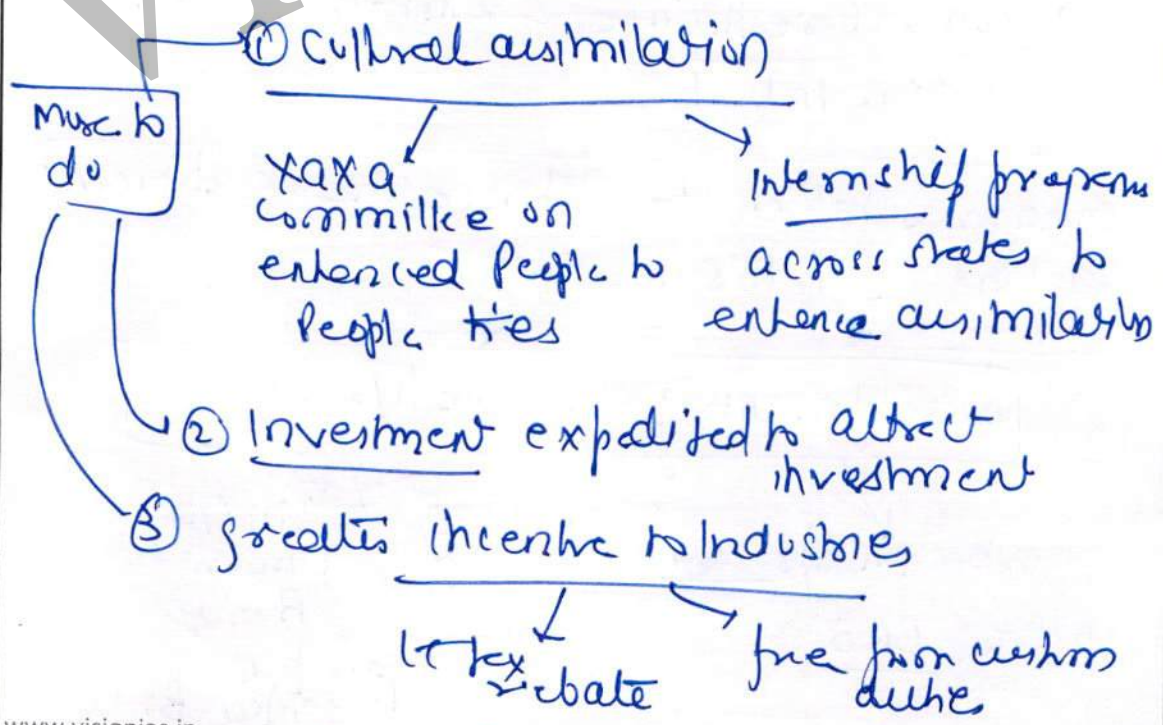 ① Cultural assimilation
Much to
do
Xaxa
committee on
enhanced People to
People ties
Internship programs
across states to
enhance assimilation
② Investment expedited to attract
investment
③ greater incentive to Industries
IT tax
rebate
free from customs
duties
www.visionias.in